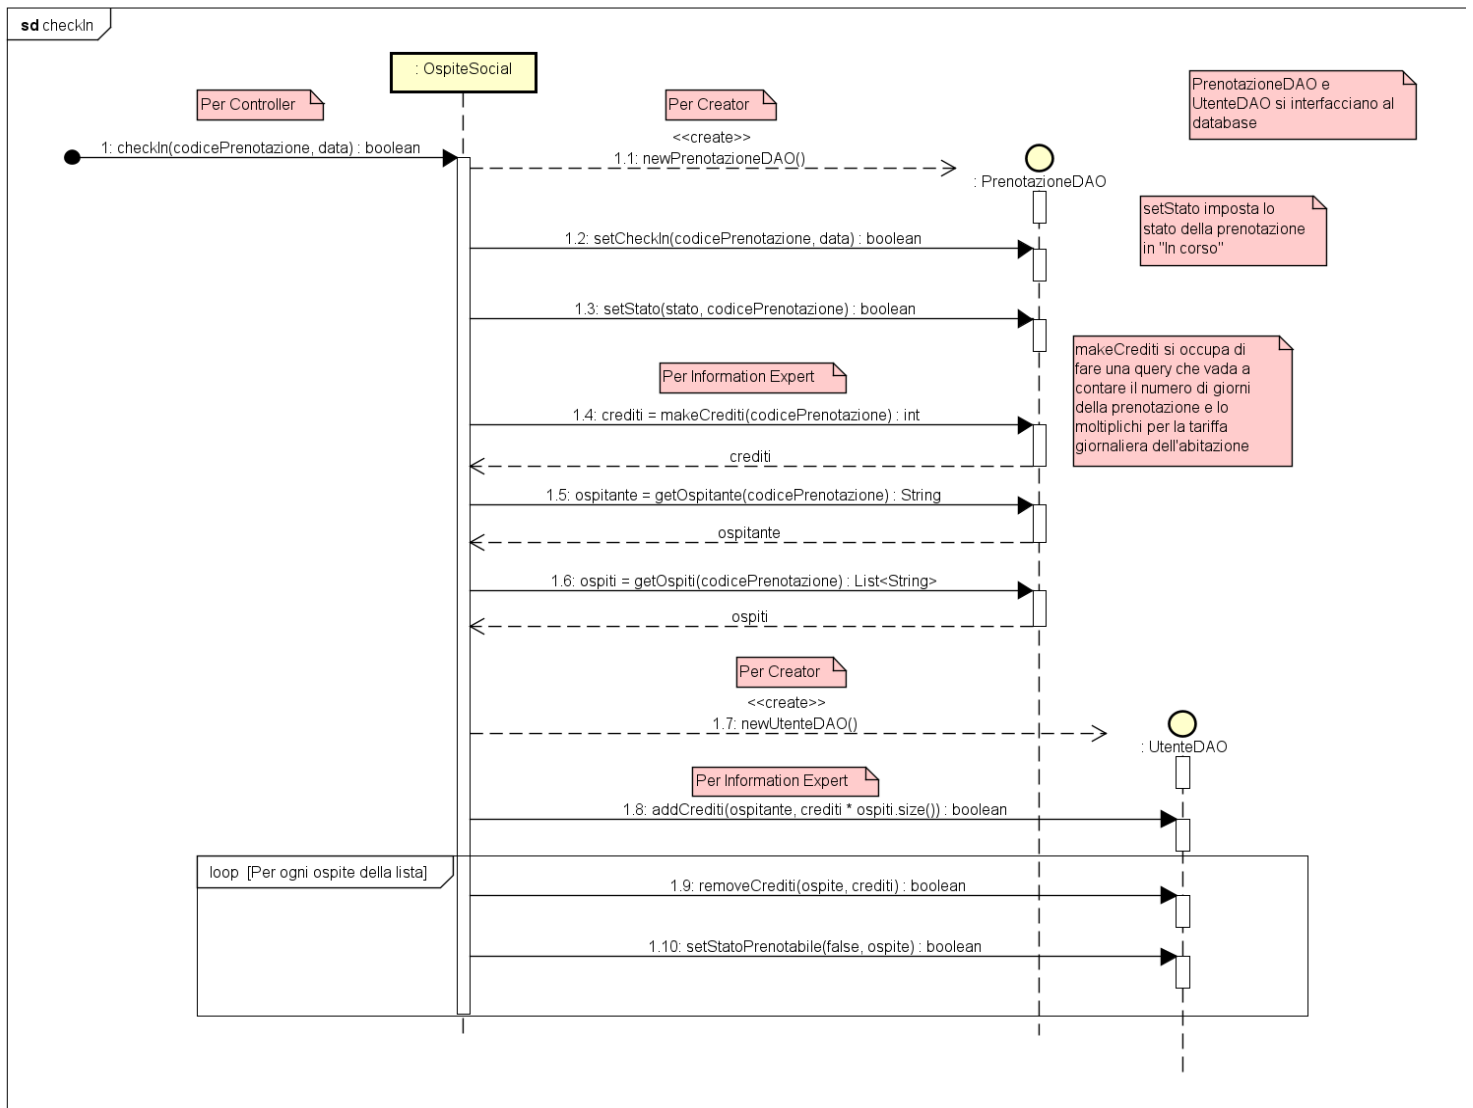 sd checkIn
: OspiteSocial
Per Controller
Per Creator
PrenotazioneDAO e
UtenteDAO si interfacciano al
database
<<create>>
1: checkIn(codicePrenotazione, data) : boolean
1.1: newPrenotazioneDAO()
: PrenotazioneDAO
setStato imposta lo
stato della prenotazione
in "In corso"
1.2: setCheckIn(codicePrenotazione, data) : boolean
1.3: setStato(stato, codicePrenotazione) : boolean
makeCrediti si occupa di
fare una query che vada a
contare il numero di giorni
della prenotazione e lo
moltiplichi per la tariffa
giornaliera dell'abitazione
Per Information Expert
1.4: crediti = makeCrediti(codicePrenotazione) : int
crediti
1.5: ospitante = getOspitante(codicePrenotazione) : String
ospitante
1.6: ospiti = getOspiti(codicePrenotazione) : List<String>
ospiti
Per Creator
<<create>>
1.7: newUtenteDAO()
: UtenteDAO
Per Information Expert
1.8: addCrediti(ospitante, crediti * ospiti.size()) : boolean
loop [Per ogni ospite della lista]
1.9: removeCrediti(ospite, crediti) : boolean
1.10: setStatoPrenotabile(false, ospite) : boolean